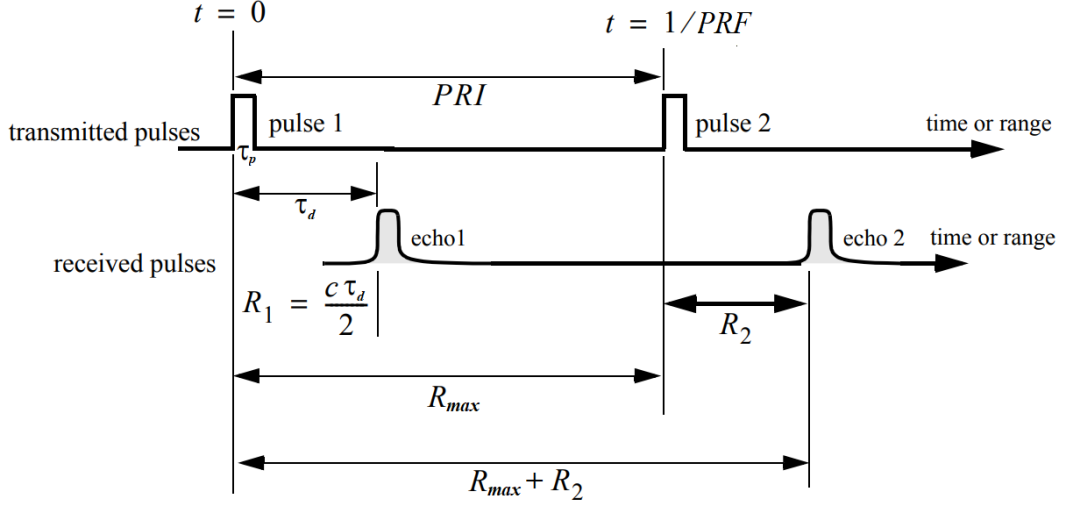 t = 0
t = 1/PRF
PRI
transmitted pulses
pulse 1
pulse 2
time or range
τp
τd
echo1
echo 2
time or range
received pulses
R1 = cτd/2
R2
Rmax
Rmax + R2